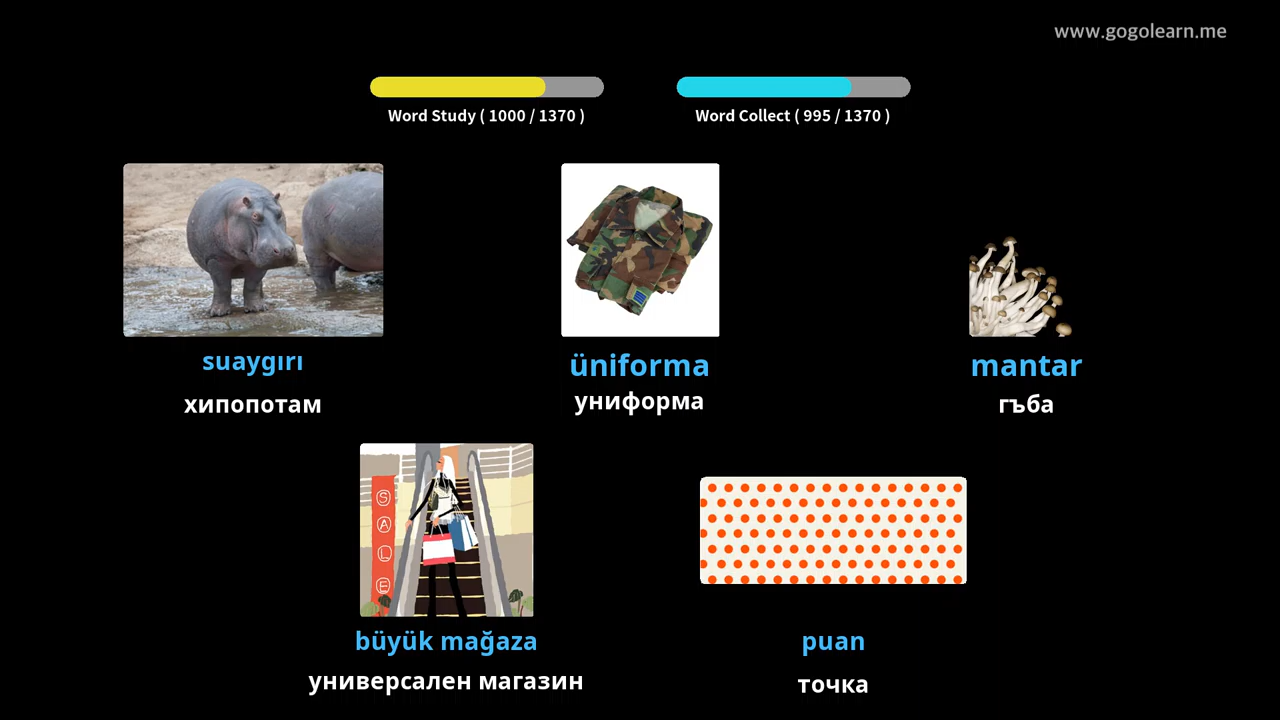 www.gogolearn.me
Word Study ( 1000 / 1370 )
Word Collect ( 995 / 1370 )
suaygırı
хипопотам
üniforma
униформа
mantar
гъба
SALE
büyük mağaza
универсален магазин
puan
точка